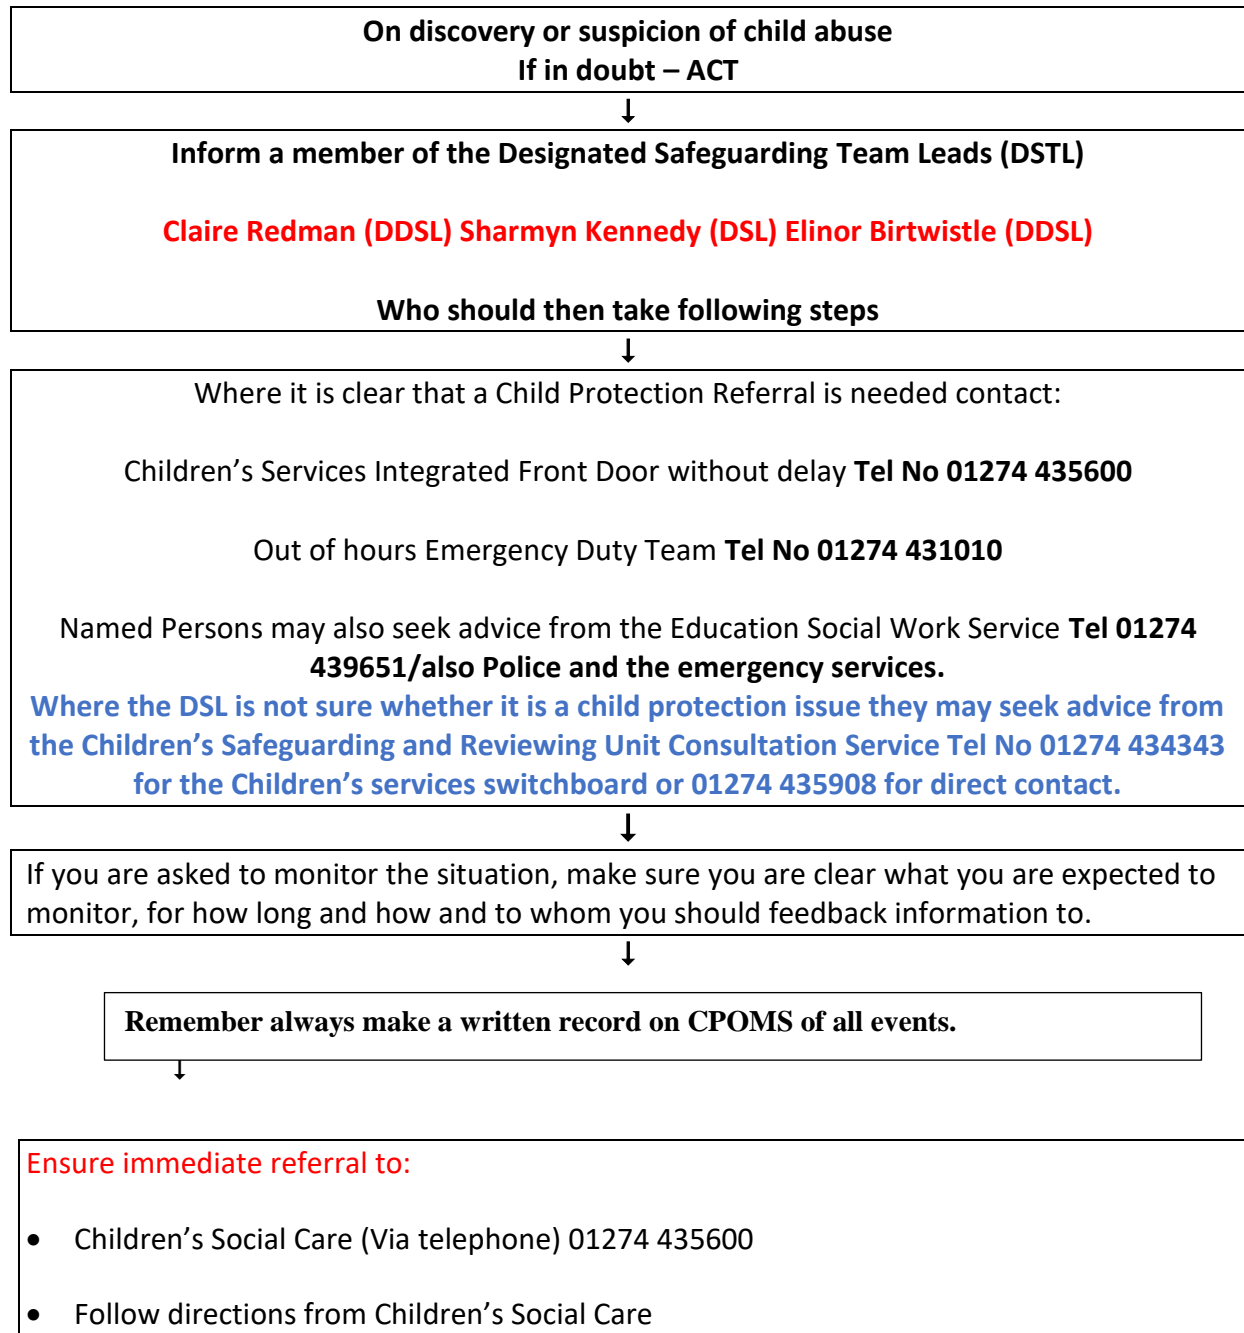 On discovery or suspicion of child abuse
If in doubt – ACT
↓
Inform a member of the Designated Safeguarding Team Leads (DSTL)
Claire Redman (DDSL) Sharmyn Kennedy (DSL) Elinor Birtwistle (DDSL)
Who should then take following steps
↓
Where it is clear that a Child Protection Referral is needed contact:
Children’s Services Integrated Front Door without delay Tel No 01274 435600
Out of hours Emergency Duty Team Tel No 01274 431010
Named Persons may also seek advice from the Education Social Work Service Tel 01274
439651/also Police and the emergency services.
Where the DSL is not sure whether it is a child protection issue they may seek advice from
the Children’s Safeguarding and Reviewing Unit Consultation Service Tel No 01274 434343
for the Children’s services switchboard or 01274 435908 for direct contact.
↓
If you are asked to monitor the situation, make sure you are clear what you are expected to
monitor, for how long and how and to whom you should feedback information to.
↓
Remember always make a written record on CPOMS of all events.
↓
Ensure immediate referral to:
• Children’s Social Care (Via telephone) 01274 435600
• Follow directions from Children’s Social Care